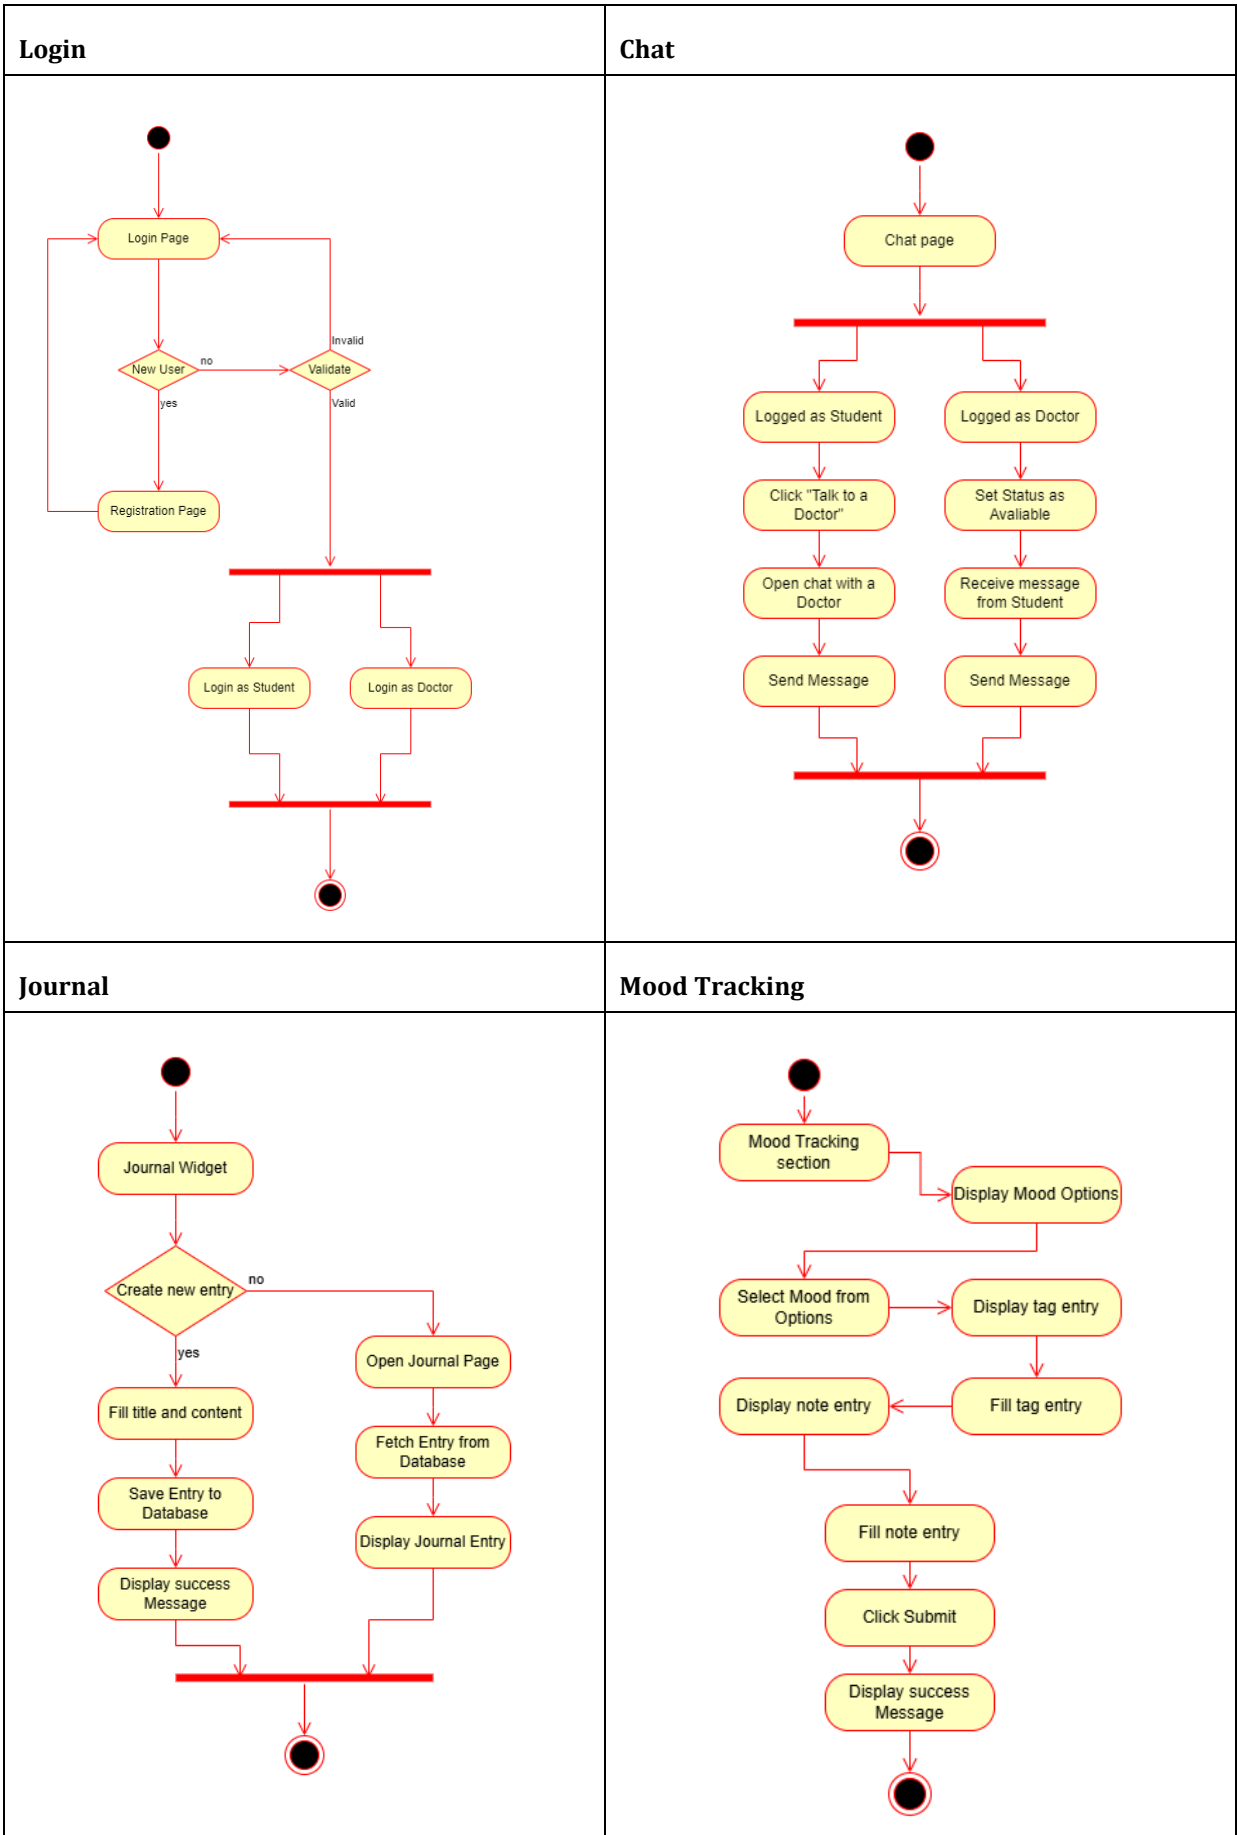 Login
Chat
Login Page
Invalid
New User
no
Validate
yes
Valid
Registration Page
Login as Student
Login as Doctor
Chat page
Logged as Student
Logged as Doctor
Click "Talk to a
Doctor"
Set Status as
Avaliable
Open chat with a
Doctor
Receive message
from Student
Send Message
Send Message
Journal
Mood Tracking
Journal Widget
Create new entry
no
yes
Open Journal Page
Fill title and content
Fetch Entry from
Database
Save Entry to
Database
Display Journal Entry
Display success
Message
Mood Tracking
section
Display Mood Options
Select Mood from
Options
Display tag entry
Display note entry
Fill tag entry
Fill note entry
Click Submit
Display success
Message